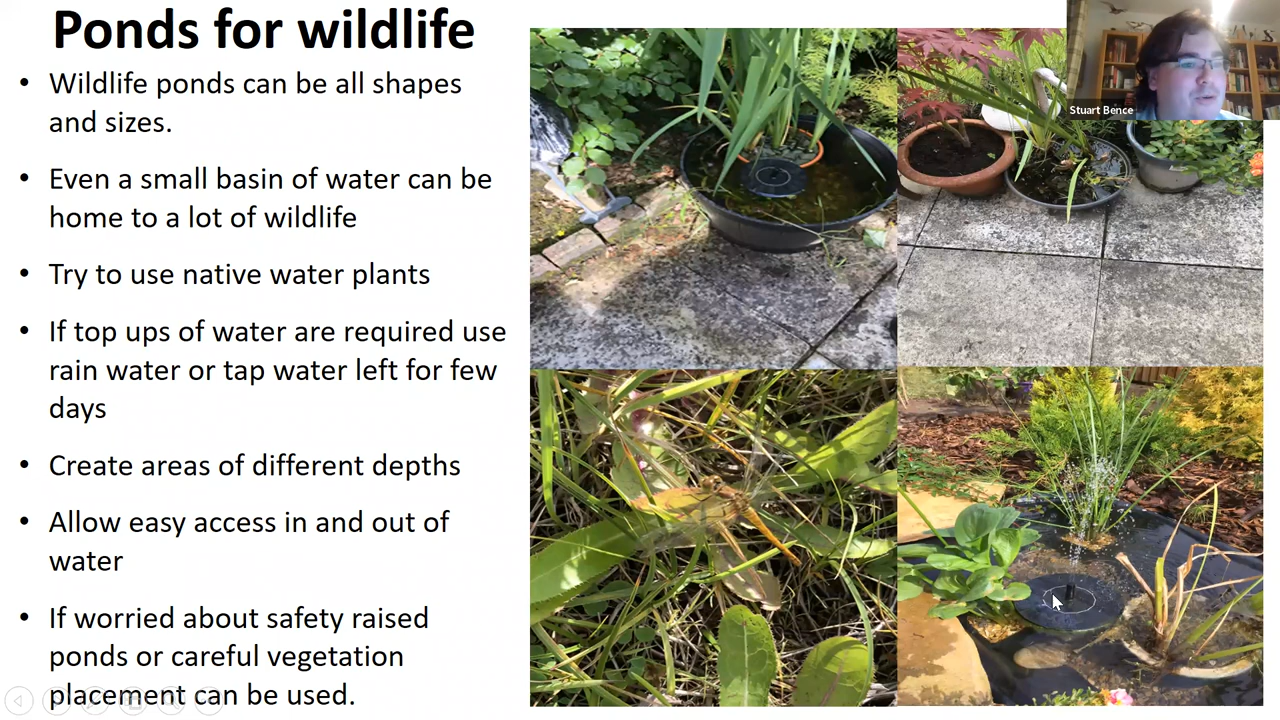 Ponds for wildlife
• Wildlife ponds can be all shapes
and sizes.
• Even a small basin of water can be
home to a lot of wildlife
• Try to use native water plants
• If top ups of water are required use
rain water or tap water left for few
days
• Create areas of different depths
• Allow easy access in and out of
water
• If worried about safety raised
ponds or careful vegetation
placement can be used.
Stuart Bence